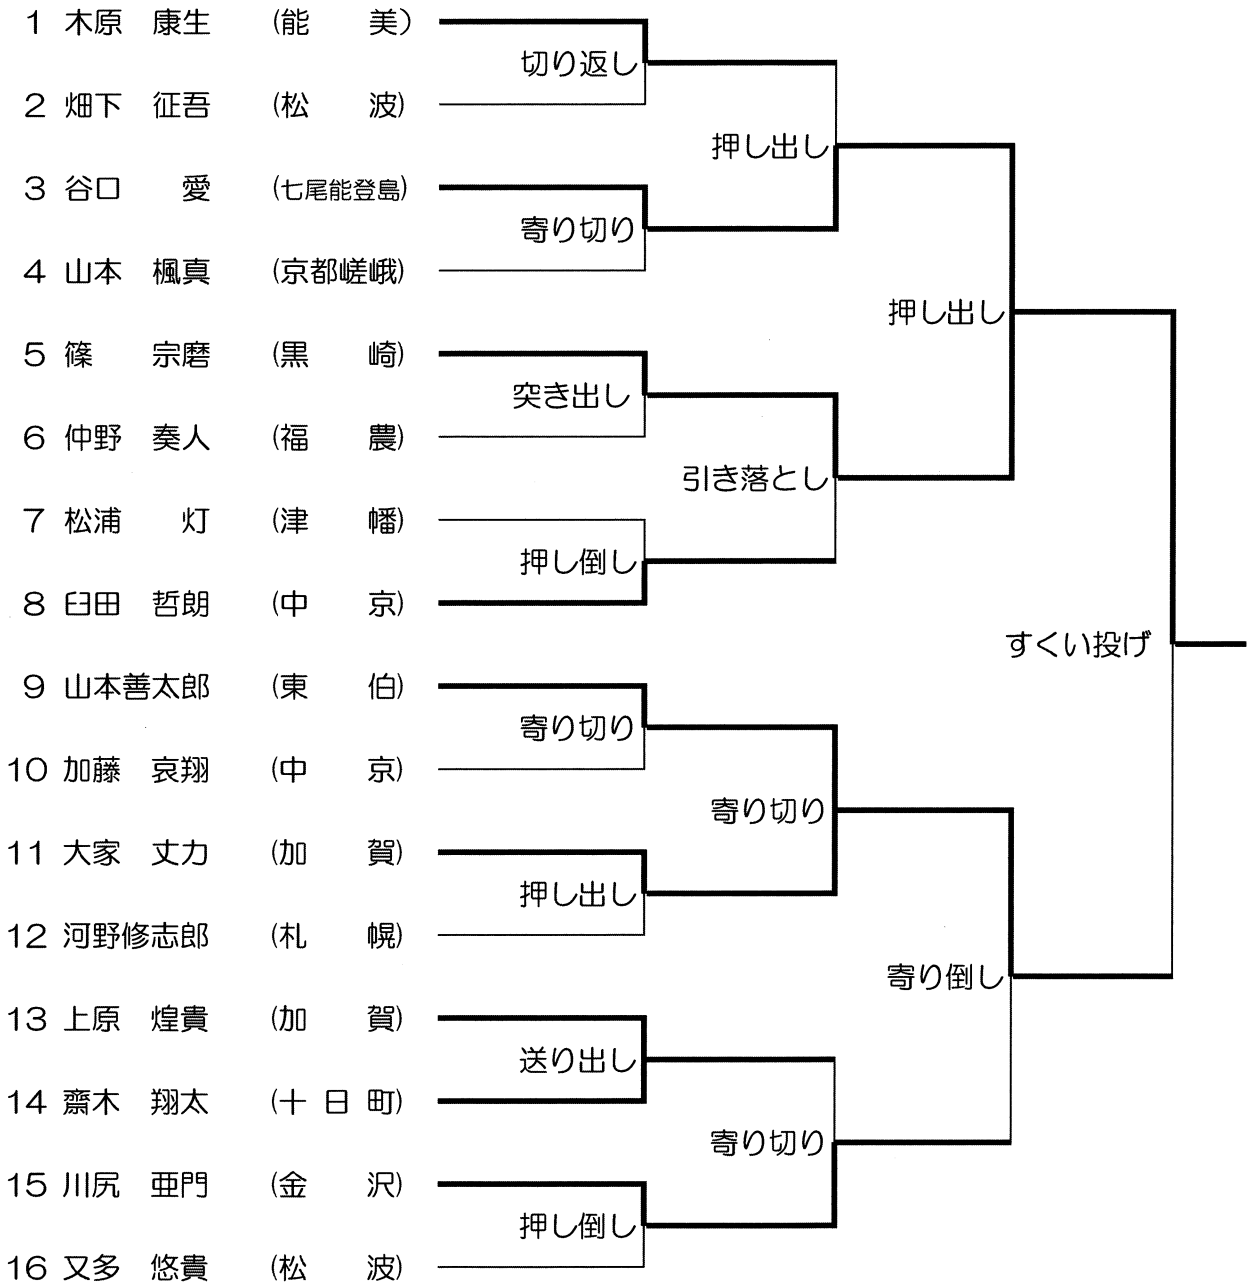 1 木原 康生 (能 美)
切り返し
2 畑下 征吾 (松 波)
押し出し
3 谷口 愛 (七尾能登島)
寄り切り
4 山本 楓真 (京都嵯峨)
押し出し
5 篠 宗磨 (黒 崎)
突き出し
6 仲野 奏人 (福 農)
引き落とし
7 松浦 灯 (津 幡)
押し倒し
8 臼田 哲朗 (中 京)
すくい投げ
9 山本善太郎 (東 伯)
寄り切り
10 加藤 哀翔 (中 京)
寄り切り
11 大家 丈力 (加 賀)
押し出し
12 河野修志郎 (札 幌)
寄り倒し
13 上原 煌貴 (加 賀)
送り出し
14 齋木 翔太 (十日町)
寄り切り
15 川尻 亜門 (金 沢)
押し倒し
16 又多 悠貴 (松 波)